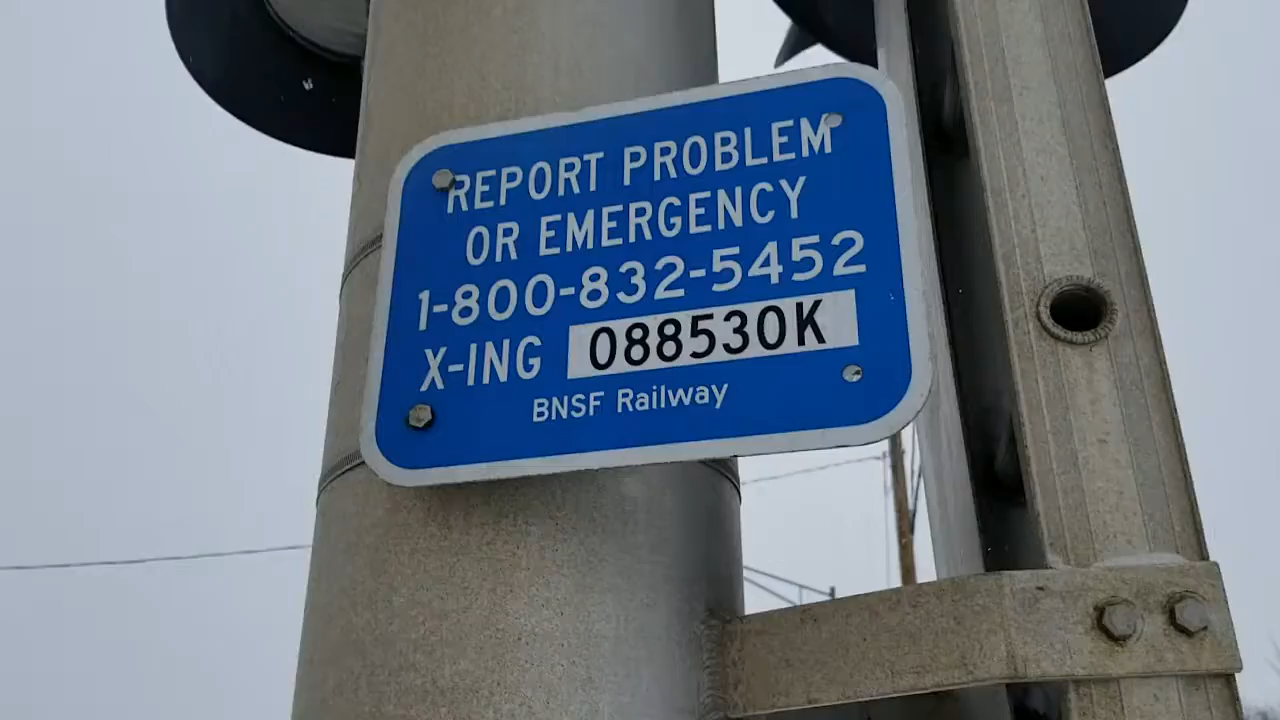 REPORT PROBLEM
OR EMERGENCY
1-800-832-5452
X-ING 088530K
BNSF Railway